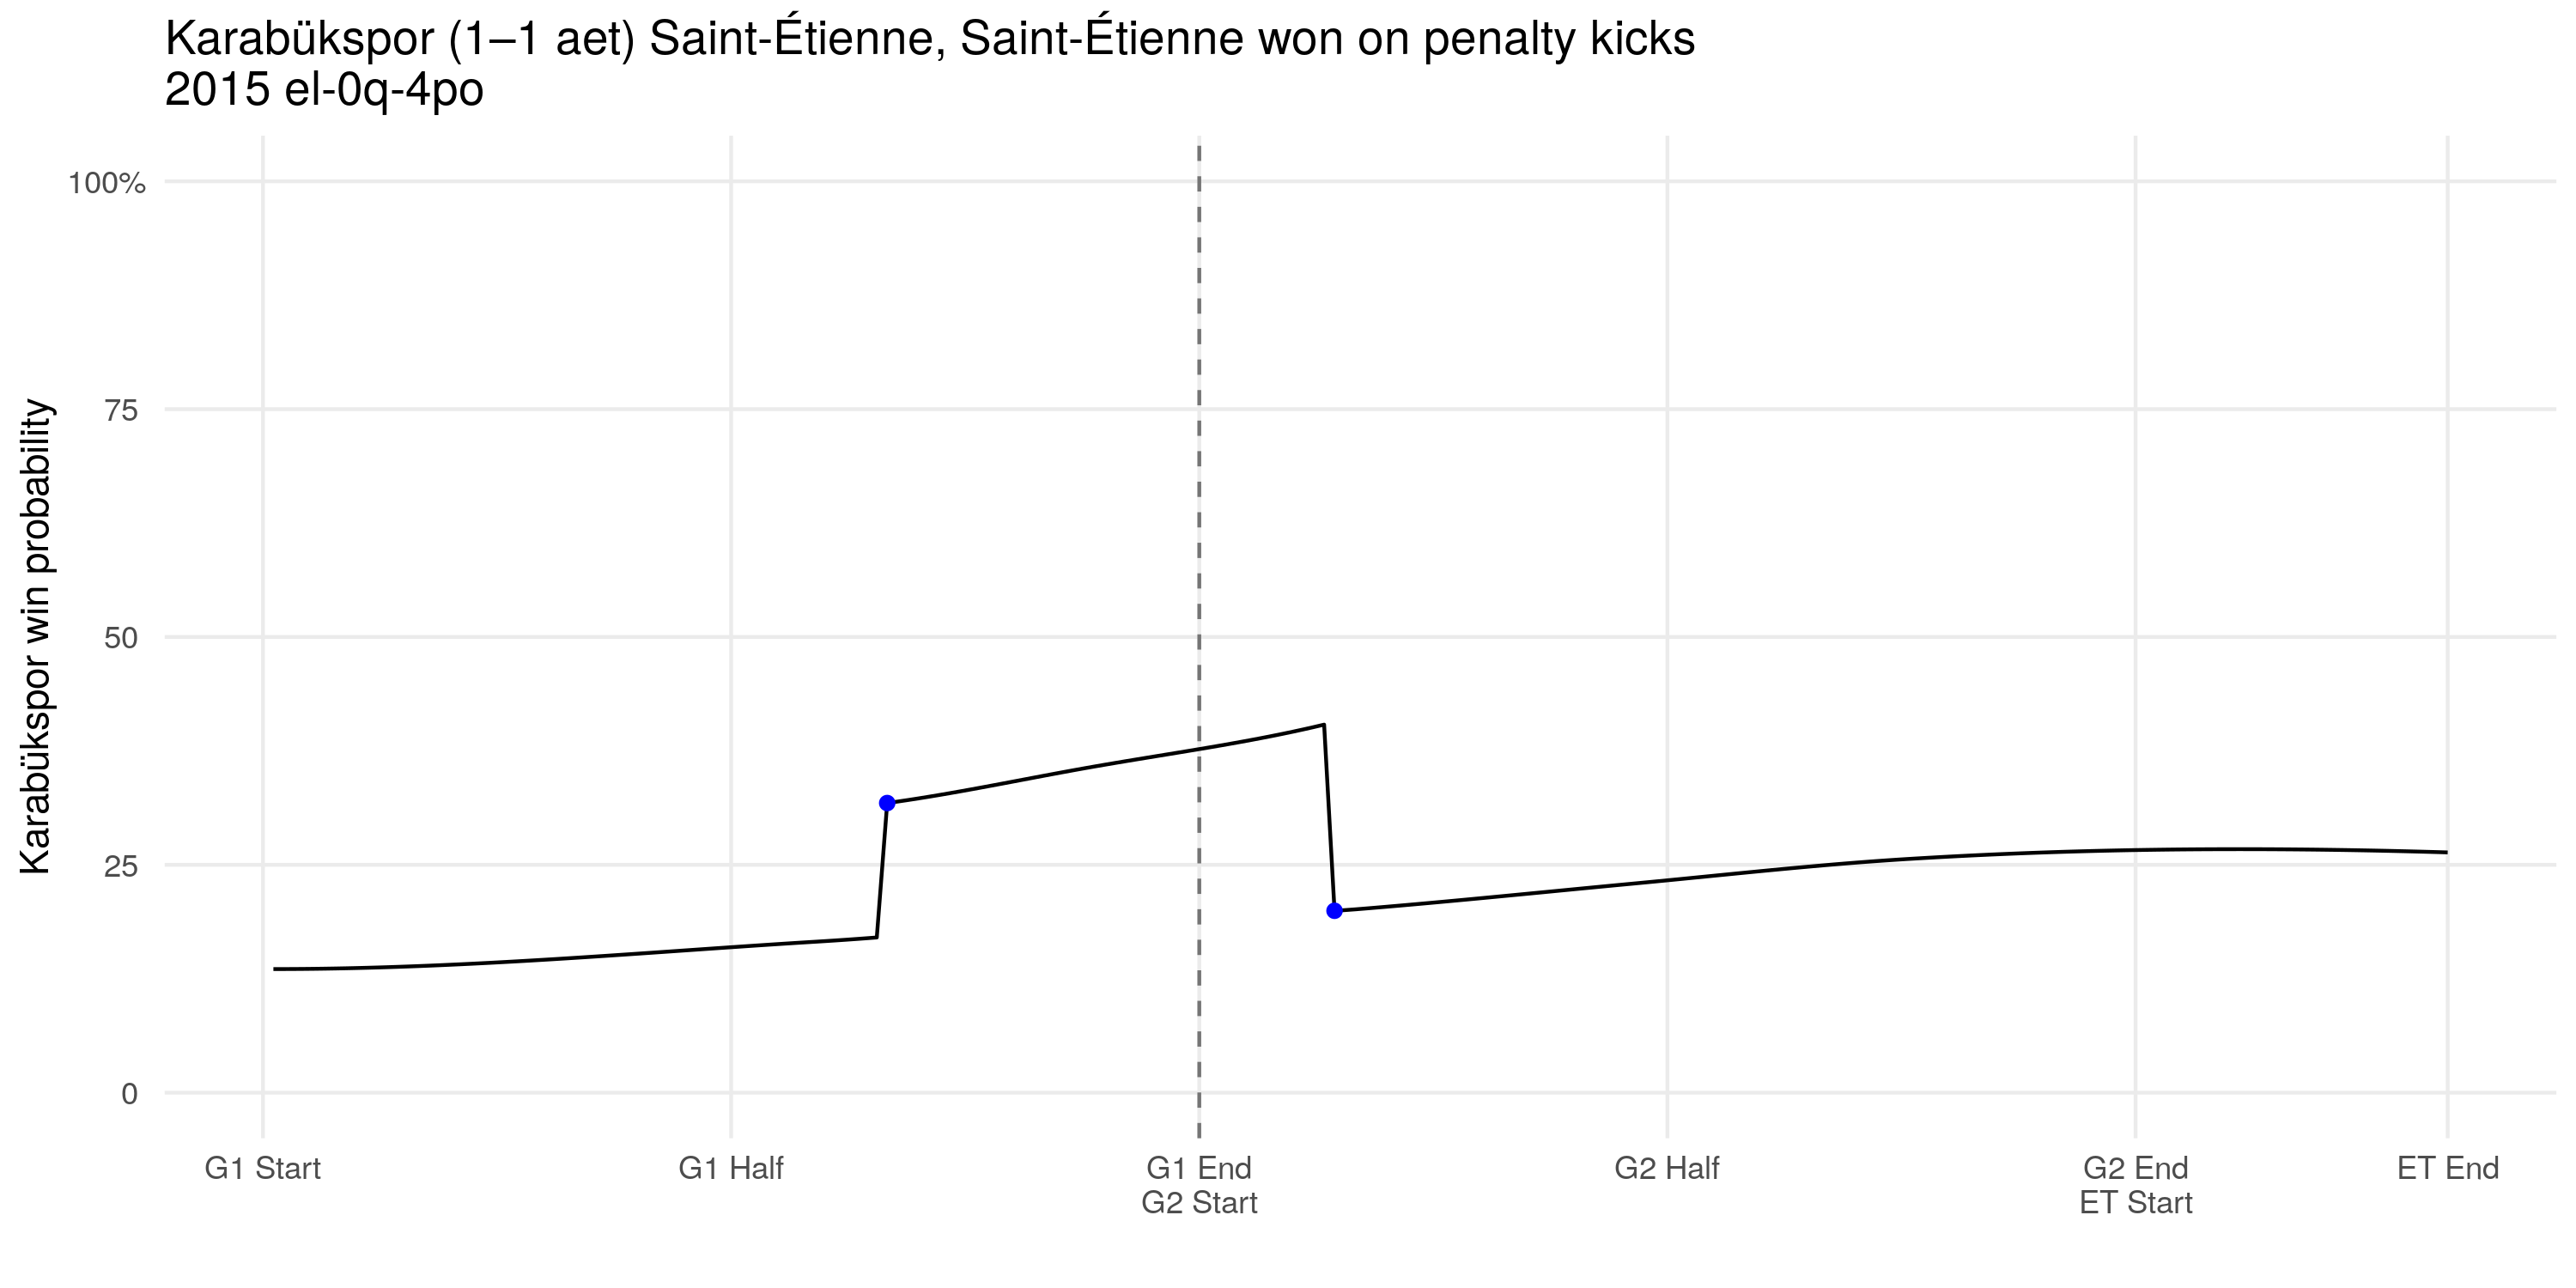 Karabükspor (1–1 aet) Saint-Étienne, Saint-Étienne won on penalty kicks
2015 el-0q-4po
Karabükspor win probability
100%
75
50
25
0
G1 Start
G1 Half
G1 End
G2 Start
G2 Half
G2 End
ET Start
ET End